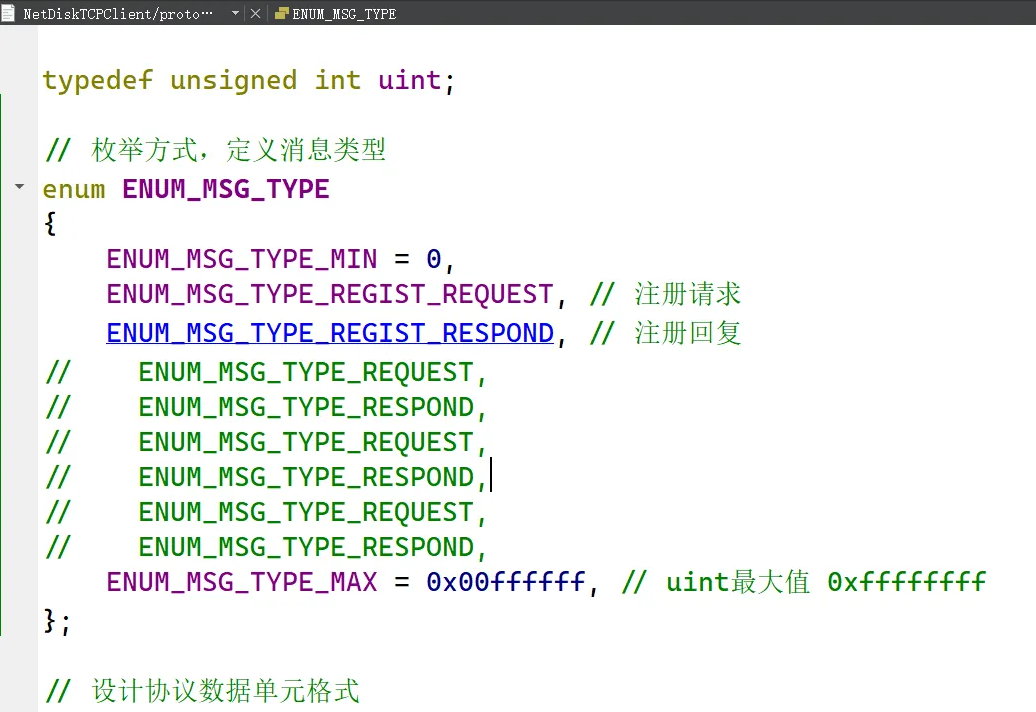 NetDiskTCPClient/proto… ENUM_MSG_TYPE
typedef unsigned int uint;
// 枚举方式，定义消息类型
enum ENUM_MSG_TYPE
{
    ENUM_MSG_TYPE_MIN = 0,
    ENUM_MSG_TYPE_REGIST_REQUEST, // 注册请求
    ENUM_MSG_TYPE_REGIST_RESPOND, // 注册回复
//    ENUM_MSG_TYPE_REQUEST,
//    ENUM_MSG_TYPE_RESPOND,
//    ENUM_MSG_TYPE_REQUEST,
//    ENUM_MSG_TYPE_RESPOND,
//    ENUM_MSG_TYPE_REQUEST,
//    ENUM_MSG_TYPE_RESPOND,
    ENUM_MSG_TYPE_MAX = 0x00ffffff, // uint最大值 0xffffffff
};
// 设计协议数据单元格式